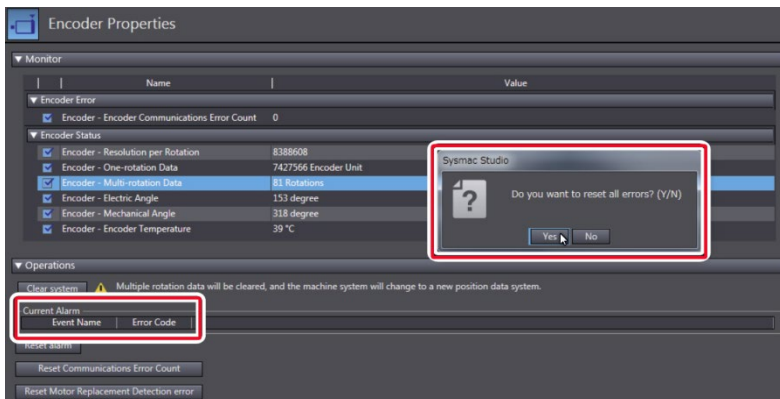 Encoder Properties
▼ Monitor
Name Value
▼ Encoder Error
Encoder - Encoder Communications Error Count 0
▼ Encoder Status
Encoder - Resolution per Rotation 8388608
Encoder - One-rotation Data 7427566 Encoder Unit
Encoder - Multi-rotation Data 81 Rotations
Encoder - Electric Angle 153 degree
Encoder - Mechanical Angle 318 degree
Encoder - Encoder Temperature 39 °C
Sysmac Studio
Do you want to reset all errors? (Y/N)
Yes No
▼ Operations
Clear system Multiple rotation data will be cleared, and the machine system will change to a new position data system.
Current Alarm
Event Name Error Code
Reset alarm
Reset Communications Error Count
Reset Motor Replacement Detection error